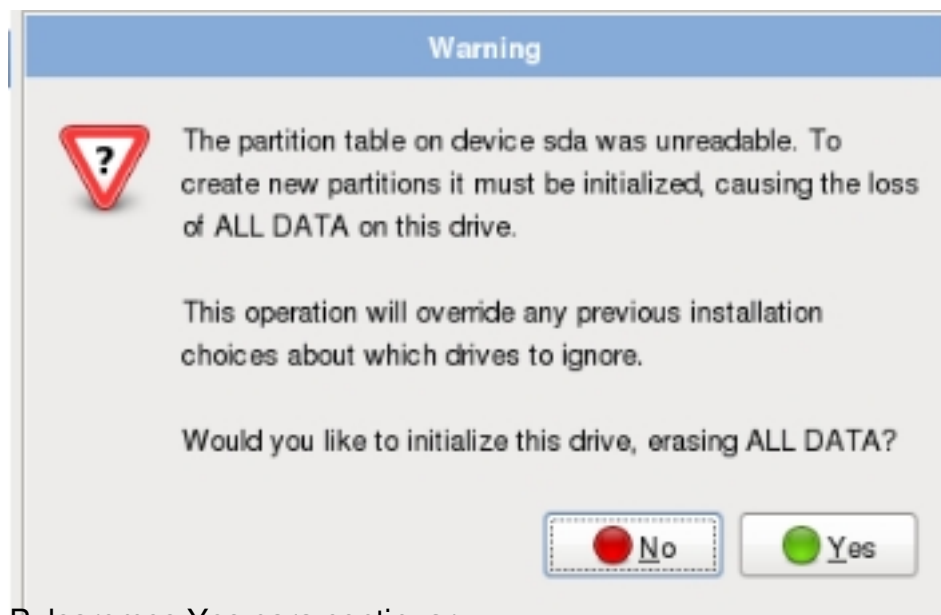 Warning
?
The partition table on device sda was unreadable. To
create new partitions it must be initialized, causing the loss
of ALL DATA on this drive.
This operation will override any previous installation
choices about which drives to ignore.
Would you like to initialize this drive, erasing ALL DATA?
No
Yes
Yes para continuar